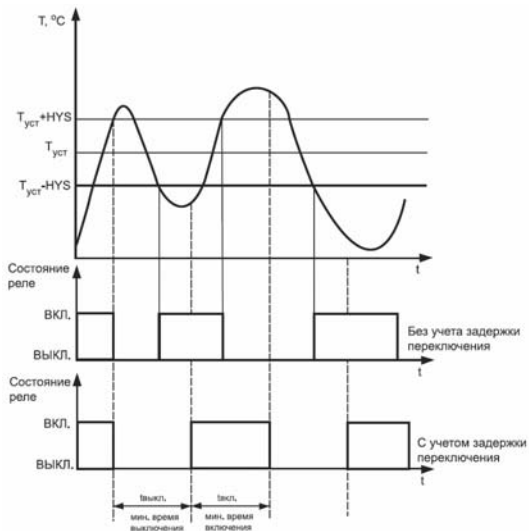 T, °C
Tуст+HYS
Tуст
Tуст-HYS
t
Состояние
реле
ВКЛ.
ВЫКЛ.
Без учета задержки
переключения
t
Состояние
реле
ВКЛ.
ВЫКЛ.
С учетом задержки
переключения
t
tвыкл.
tвкл.
мин. время
выключения
мин. время
включения